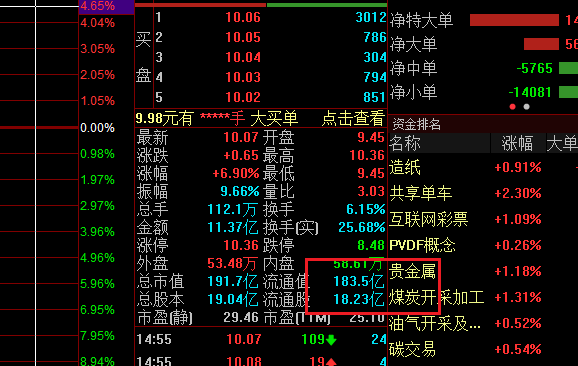 4.65%
4.04%
3.05%
2.05%
1.05%
0.00%
0.98%
1.97%
2.97%
3.96%
4.96%
5.96%
6.95%
7.95%
8.94%
买盘
1 10.06 3012
2 10.05 786
3 10.04 304
4 10.03 794
5 10.02 851
9.98元有 *****手 大买单 点击查看
最新 10.07 开盘 9.45
涨跌 +0.65 最高 10.36
涨幅 +6.90% 最低 9.45
振幅 9.66% 量比 3.03
总手 112.1万 换手 6.15%
金额 11.37亿 换手(实) 25.68%
涨停 10.36 跌停 8.48
外盘 53.48万 内盘 58.61万
总市值 191.7亿 流通值 183.5亿
总股本 19.04亿 流通股 18.23亿
市盈(静) 29.46 市盈(TTM) 25.10
14:55 10.07 109 24
14:55 10.08 19 4
净特大单 14
净大单 56
净中单 -5765
净小单 -14081
资金排名
名称 涨幅 大单
造纸 +0.91%
共享单车 +2.30%
互联网彩票 +1.09%
PVDF概念 +0.26%
贵金属 +1.18%
煤炭开采加工 +1.31%
油气开采及... +0.52%
碳交易 +0.54%